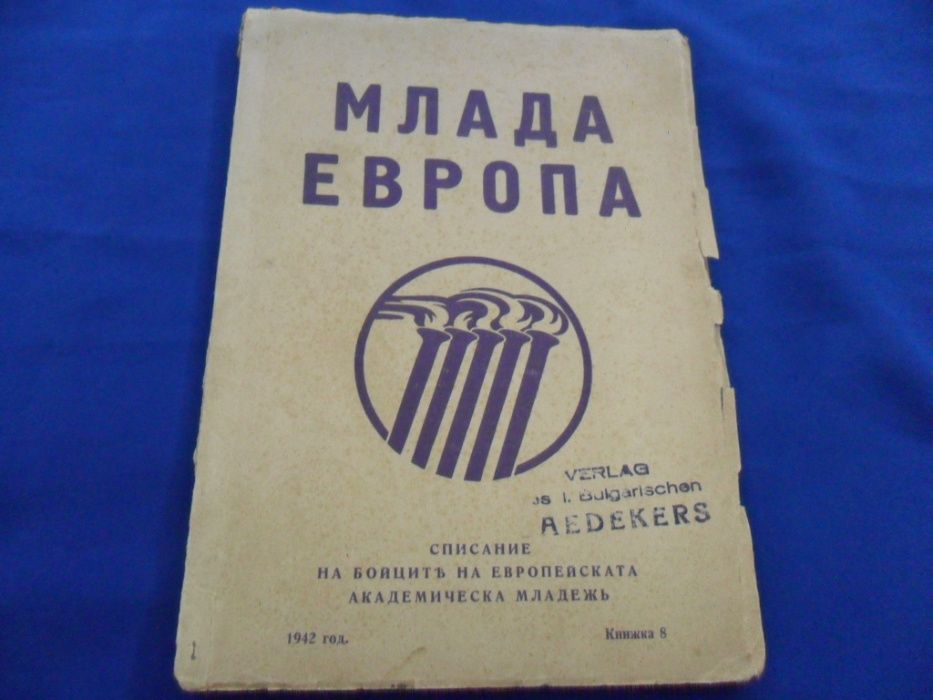 МЛАДА
ЕВРОПА
VERLAG
I. Bulgarischen
AEDEKERS
СПИСАНИЕ
НА БОЙЦИТѢ НА ЕВРОПЕЙСКАТА
АКАДЕМИЧЕСКА МЛАДЕЖЬ
1942 год. Книжка 8